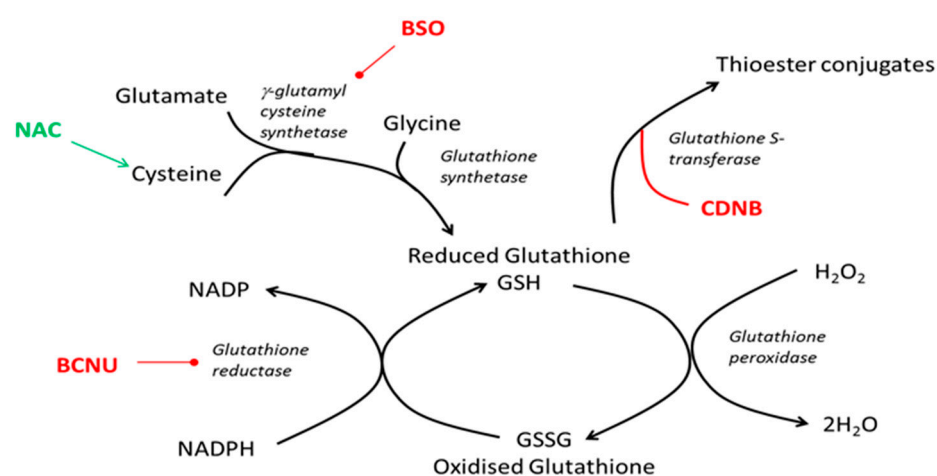 BSO
Glutamate
γ-glutamyl
cysteine
synthetase
NAC
Cysteine
Glycine
Glutathione
synthetase
Thioester conjugates
Glutathione S-
transferase
CDNB
Reduced Glutathione
GSH
NADP
H₂O₂
BCNU
Glutathione
reductase
Glutathione
peroxidase
NADPH
GSSG
Oxidised Glutathione
2H₂O